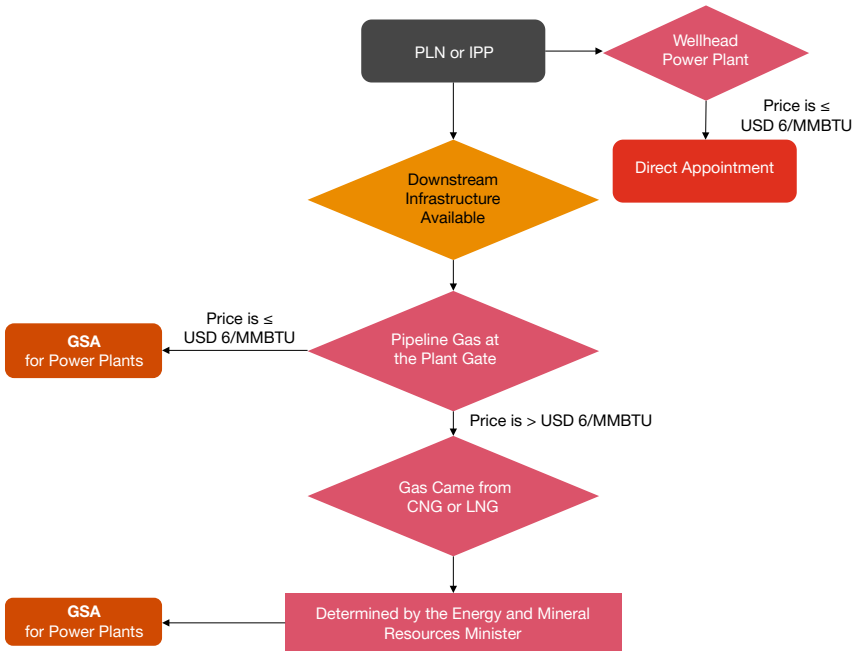 PLN or IPP
Wellhead
Power Plant
Price is ≤
USD 6/MMBTU
Direct Appointment
Downstream
Infrastructure
Available
Price is ≤
USD 6/MMBTU
GSA
for Power Plants
Pipeline Gas at
the Plant Gate
Price is > USD 6/MMBTU
Gas Came from
CNG or LNG
GSA
for Power Plants
Determined by the Energy and Mineral
Resources Minister